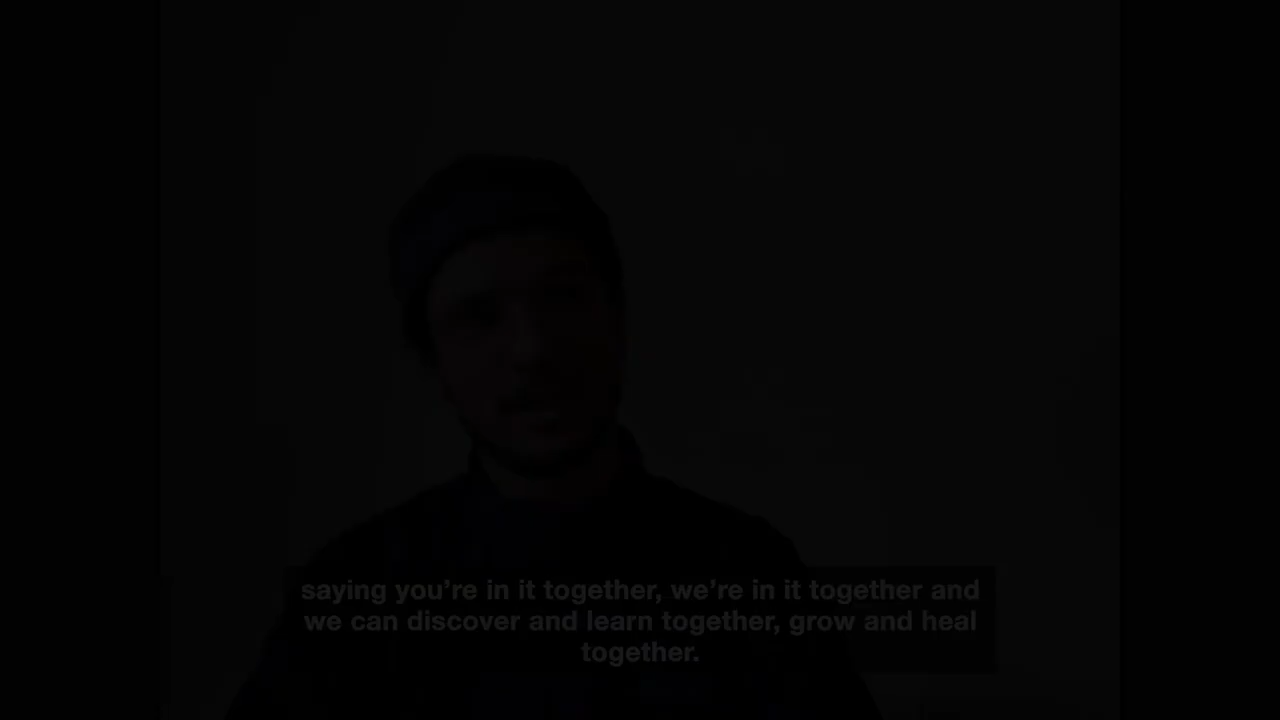 saying you're in it together, we're in it together and
we can discover and learn together, grow and heal
together.